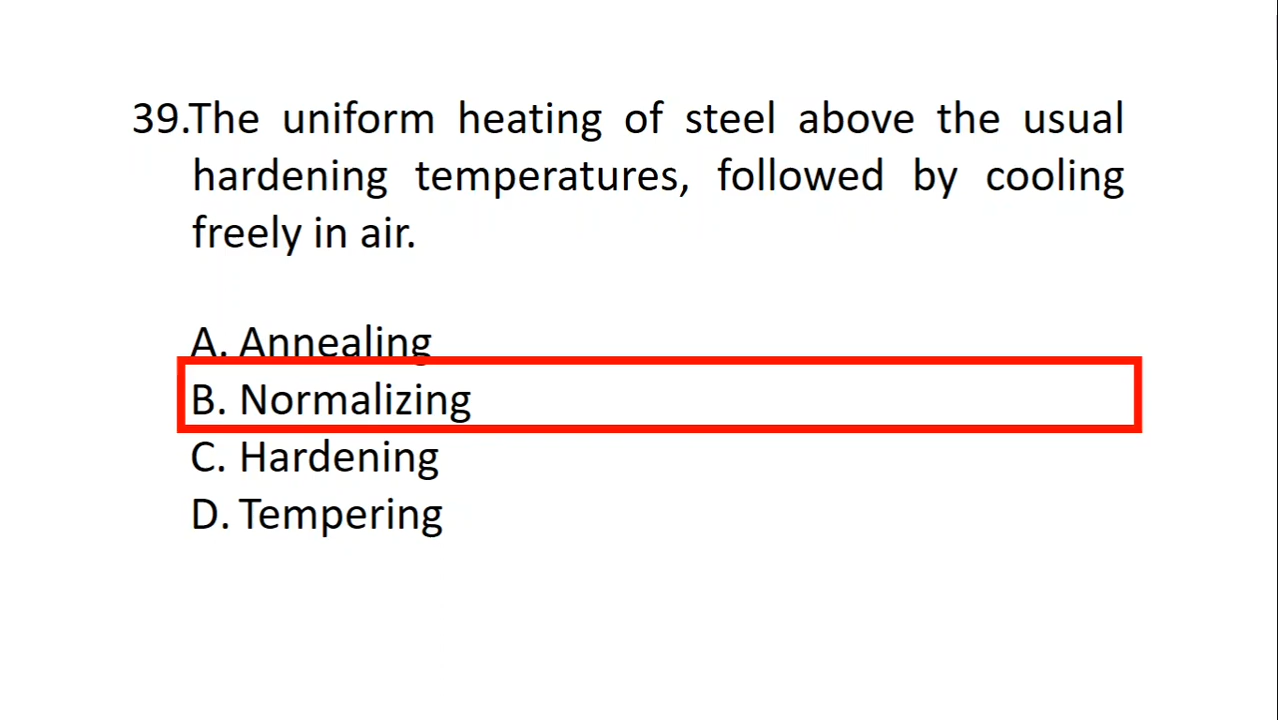 39.The uniform heating of steel above the usual
hardening temperatures, followed by cooling
freely in air.
A. Annealing
B. Normalizing
C. Hardening
D. Tempering